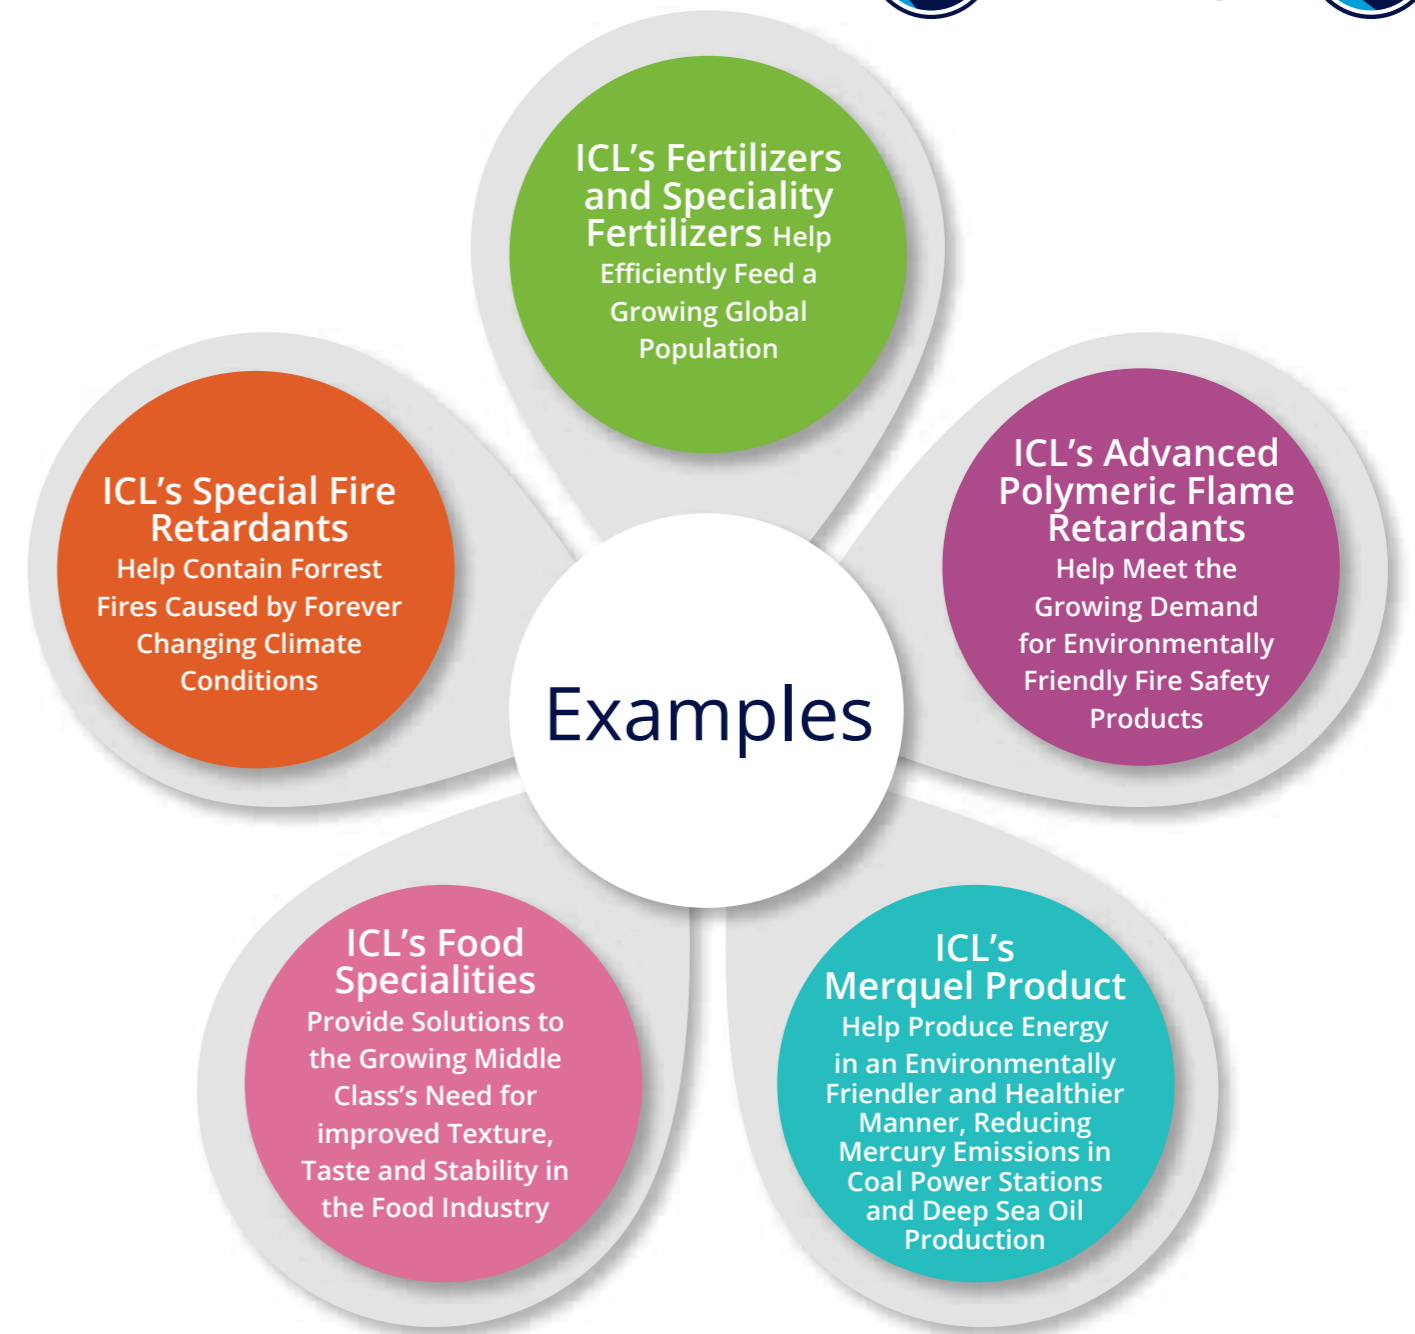 ICL’s Fertilizers
and Speciality
Fertilizers Help
Efficiently Feed a
Growing Global
Population
ICL’s Special Fire
Retardants
Help Contain Forrest
Fires Caused by Forever
Changing Climate
Conditions
ICL’s Advanced
Polymeric Flame
Retardants
Help Meet the
Growing Demand
for Environmentally
Friendly Fire Safety
Products
Examples
ICL’s Food
Specialities
Provide Solutions to
the Growing Middle
Class’s Need for
improved Texture,
Taste and Stability in
the Food Industry
ICL’s
Merquel Product
Help Produce Energy
in an Environmentally
Friendler and Healthier
Manner, Reducing
Mercury Emissions in
Coal Power Stations
and Deep Sea Oil
Production